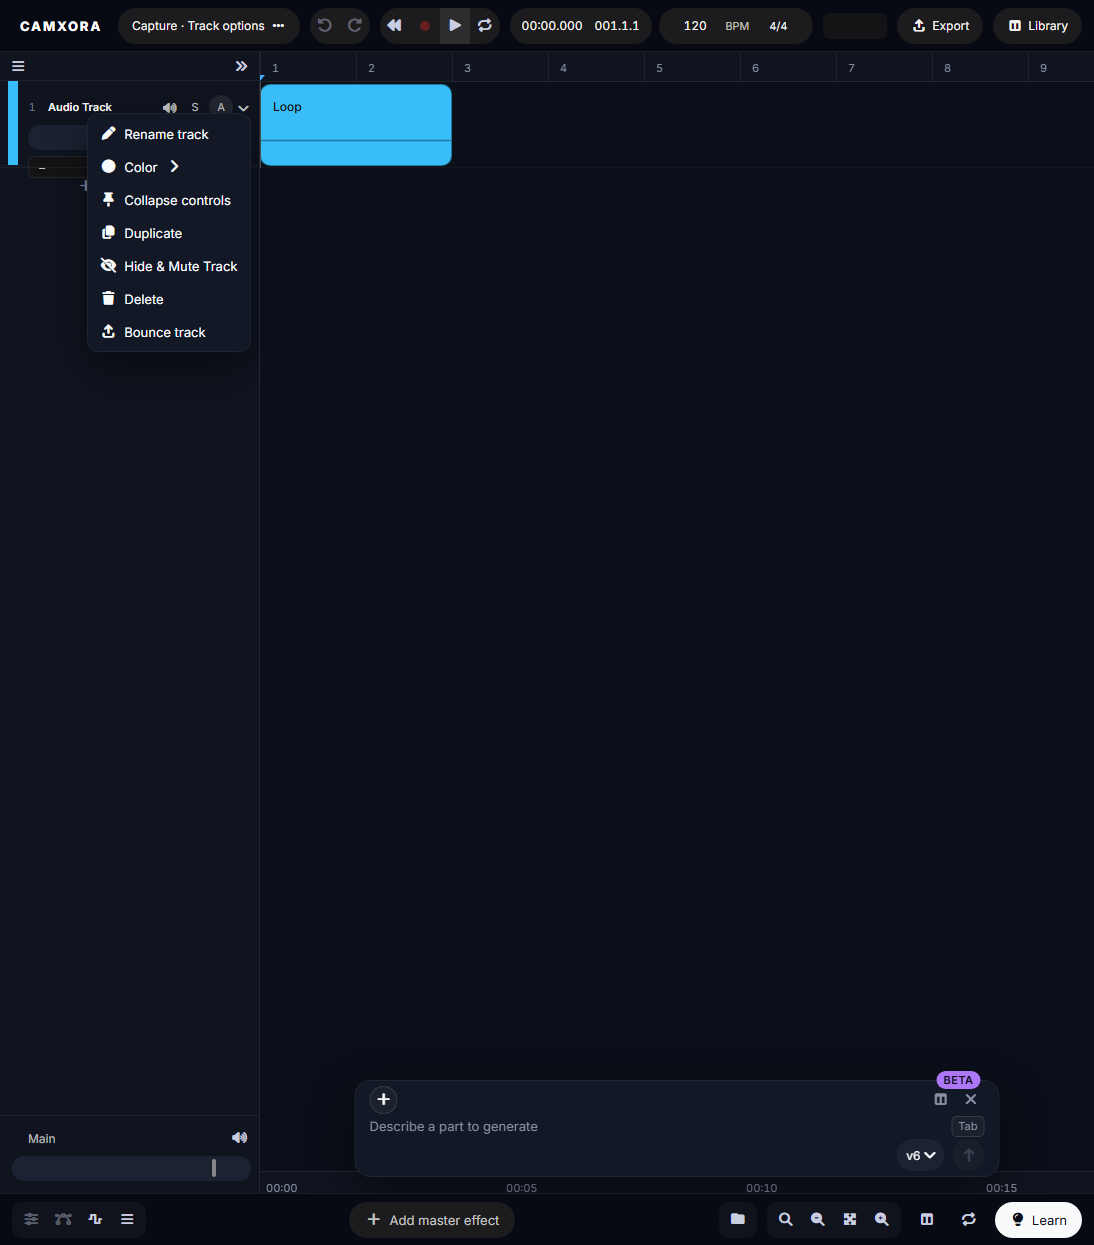 CAMXORA
Capture · Track options •••
00:00.000 001.1.1
120 BPM 4/4
Export
Library
1 2 3 4 5 6 7 8 9
1 Audio Track S A
Loop
–
Rename track
Color
Collapse controls
Duplicate
Hide & Mute Track
Delete
Bounce track
BETA
Describe a part to generate
Tab
v6
Main
00:00 00:05 00:10 00:15
Add master effect
Learn